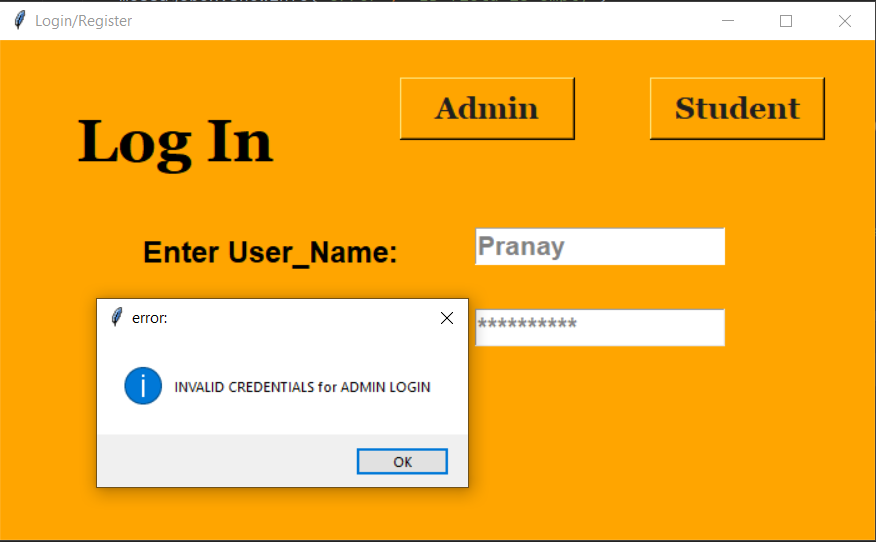 Login/Register
Admin
Student
Log In
Enter User_Name:
Pranay
**********
error:
INVALID CREDENTIALS for ADMIN LOGIN
OK